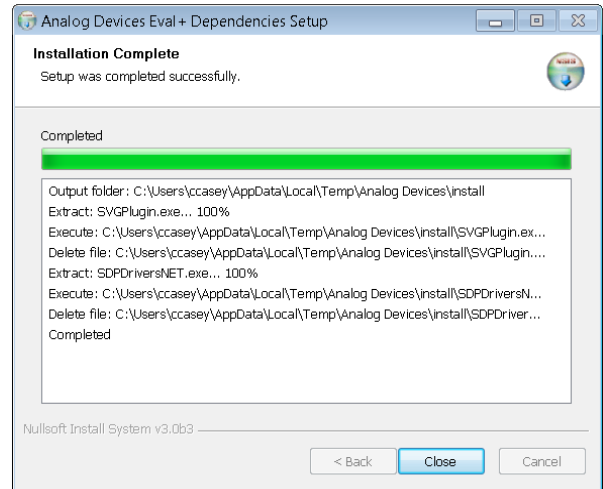 Analog Devices Eval+ Dependencies Setup
Installation Complete
Setup was completed successfully.
Completed
Output folder: C:\Users\ccasey\AppData\Local\Temp\Analog Devices\install
Extract: SVGPlugin.exe... 100%
Execute: C:\Users\ccasey\AppData\Local\Temp\Analog Devices\install\SVGPlugin.ex...
Delete file: C:\Users\ccasey\AppData\Local\Temp\Analog Devices\install\SVGPlugin....
Extract: SDPDriversNET.exe... 100%
Execute: C:\Users\ccasey\AppData\Local\Temp\Analog Devices\install\SDPDriversN...
Delete file: C:\Users\ccasey\AppData\Local\Temp\Analog Devices\install\SDPDriver...
Completed
Nullsoft Install System v3.0b3
< Back Close Cancel